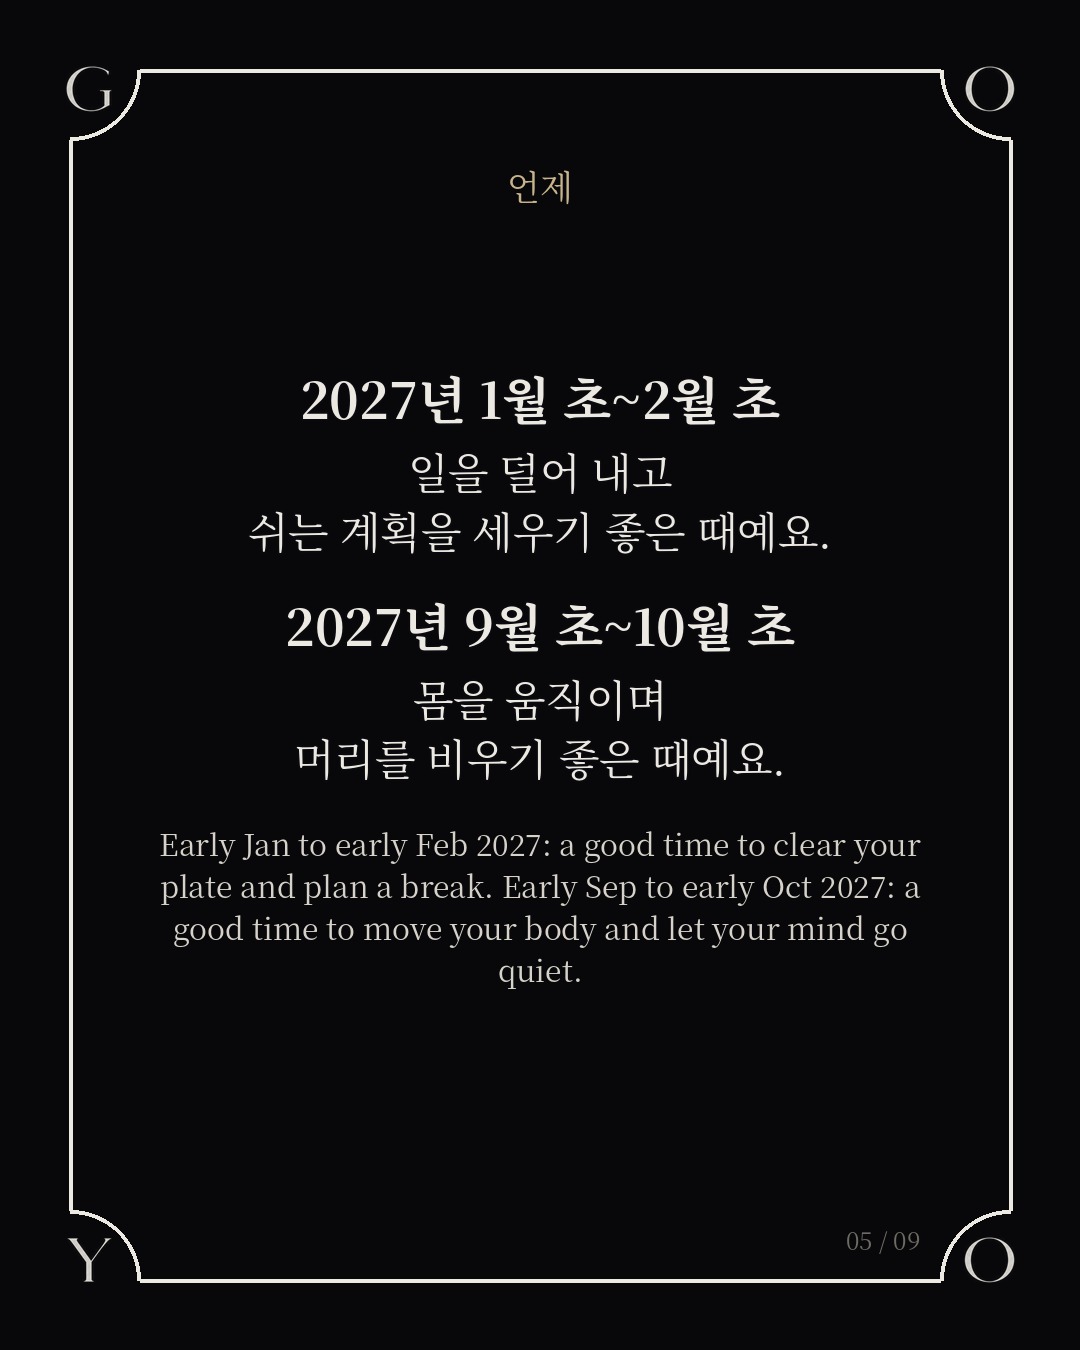 G O
언제
2027년 1월 초~2월 초
일을 덜어 내고
쉬는 계획을 세우기 좋은 때예요.
2027년 9월 초~10월 초
몸을 움직이며
머리를 비우기 좋은 때예요.
Early Jan to early Feb 2027: a good time to clear your
plate and plan a break. Early Sep to early Oct 2027: a
good time to move your body and let your mind go
quiet.
05 / 09
Y O